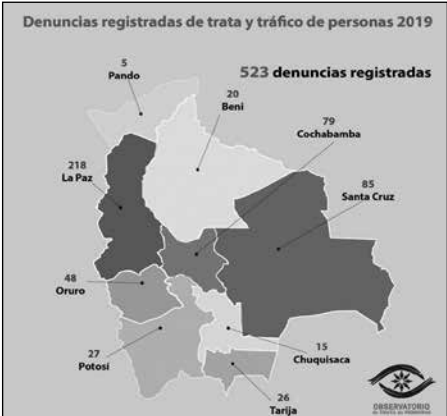 Denuncias registradas de trata y tráfico de personas 2019
523 denuncias registradas
5
Pando
20
Beni
79
Cochabamba
218
La Paz
85
Santa Cruz
48
Oruro
27
Potosí
15
Chuquisaca
26
Tarija
OBSERVATORIO